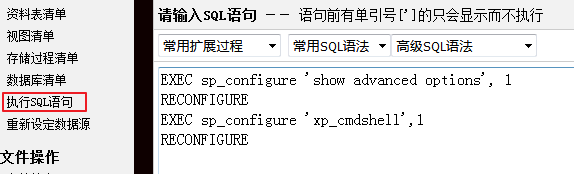 资料表清单
视图清单
存储过程清单
数据库清单
执行SQL语句
重新设定数据源
文件操作
请输入SQL语句 －－ 语句前有单引号[']的只会显示而不执行
常用扩展过程 常用SQL语法 高级SQL语法
EXEC sp_configure 'show advanced options', 1
RECONFIGURE
EXEC sp_configure 'xp_cmdshell',1
RECONFIGURE